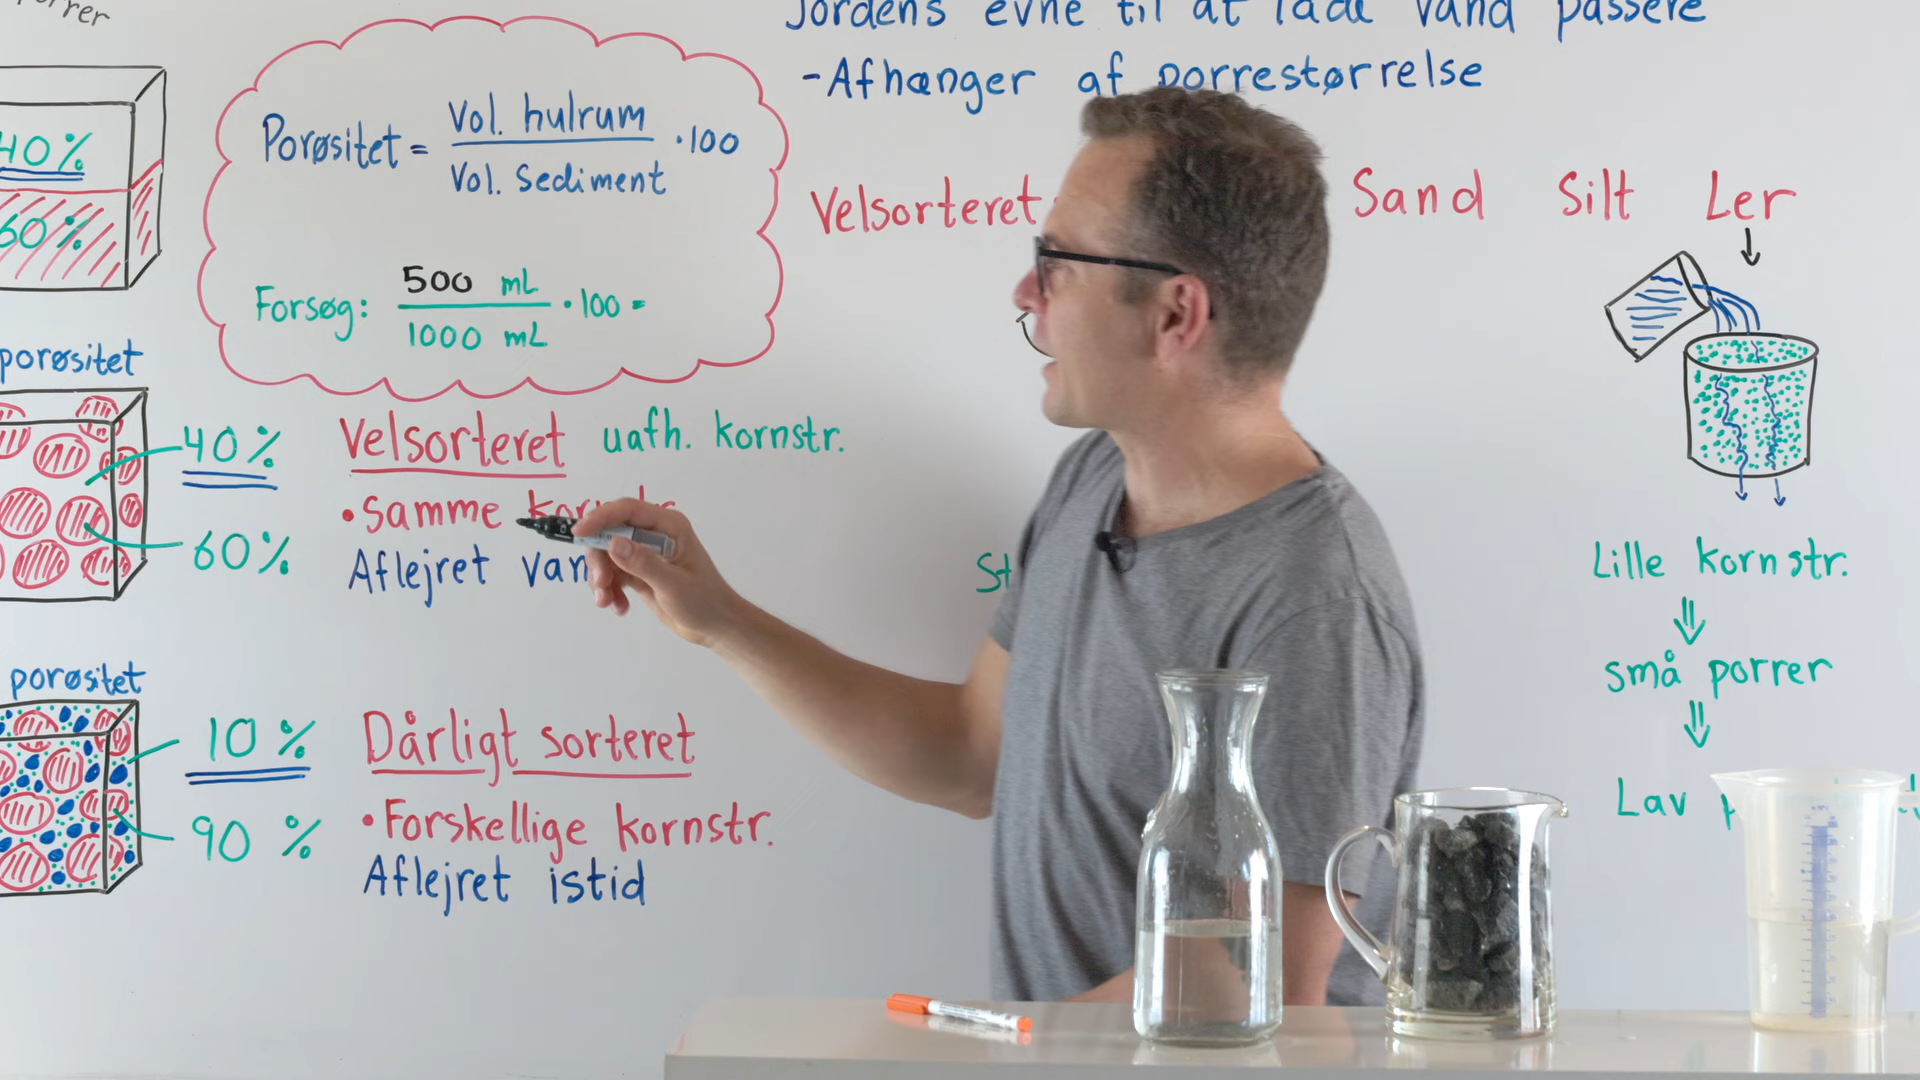 porrer
40%
60%
Porøsitet = Vol. hulrum / Vol. Sediment · 100
Forsøg: 500 mL / 1000 mL · 100 =
porøsitet
40%
60%
Velsorteret uafh. kornstr.
• Samme
Aflejret
porøsitet
10 %
90 %
Dårligt sorteret
• Forskellige kornstr.
Aflejret istid
Jordens evne til at lade vand passere
- Afhænger af porrestørrelse
Velsorteret
Sand Silt Ler
Lille kornstr.
⇓
små porrer
⇓
Lav